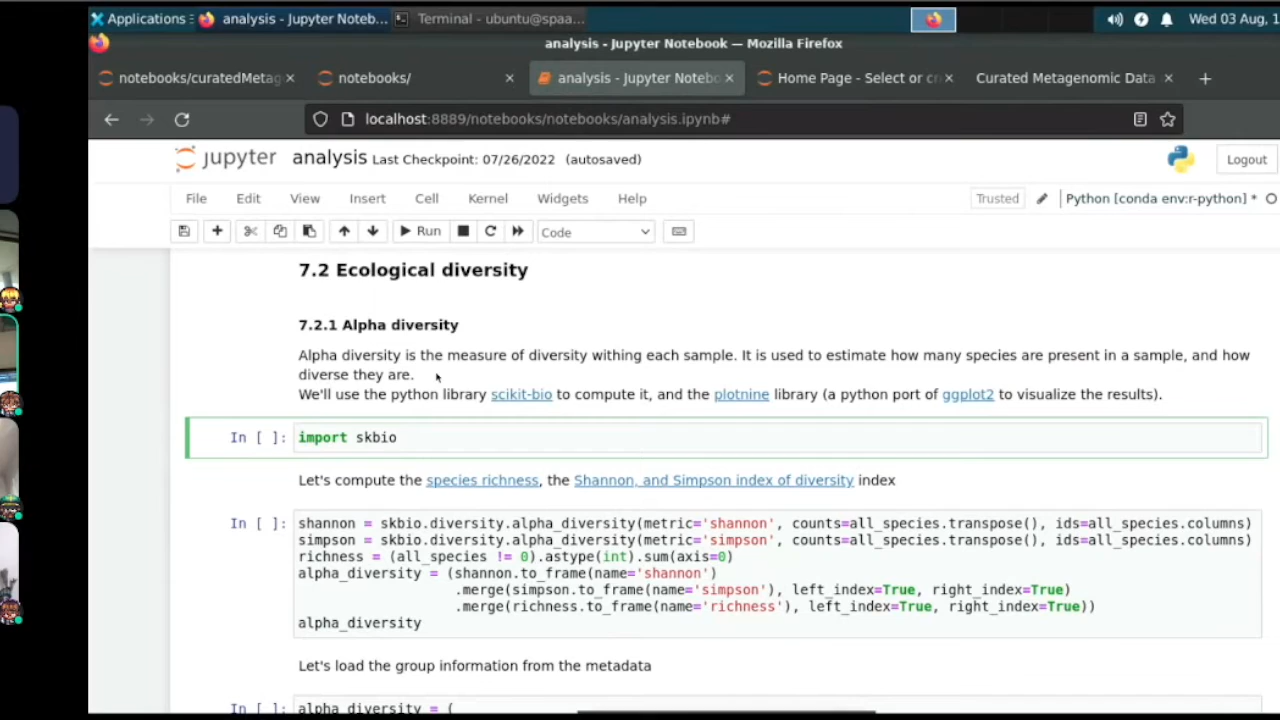 Applications
analysis - Jupyter Noteb...
Terminal - ubuntu@spaa...
Wed 03 Aug, 1
analysis - Jupyter Notebook — Mozilla Firefox
notebooks/curatedMetag
notebooks/
analysis - Jupyter Notebo
Home Page - Select or cr
Curated Metagenomic Data
localhost:8889/notebooks/notebooks/analysis.ipynb#
jupyter analysis Last Checkpoint: 07/26/2022 (autosaved)
Logout
File Edit View Insert Cell Kernel Widgets Help
Trusted
Python [conda env:r-python] *
Run
Code
7.2 Ecological diversity
7.2.1 Alpha diversity
Alpha diversity is the measure of diversity withing each sample. It is used to estimate how many species are present in a sample, and how
diverse they are.
We'll use the python library scikit-bio to compute it, and the plotnine library (a python port of ggplot2 to visualize the results).
In [ ]: import skbio
Let's compute the species richness, the Shannon, and Simpson index of diversity index
In [ ]: shannon = skbio.diversity.alpha_diversity(metric='shannon', counts=all_species.transpose(), ids=all_species.columns)
simpson = skbio.diversity.alpha_diversity(metric='simpson', counts=all_species.transpose(), ids=all_species.columns)
richness = (all_species != 0).astype(int).sum(axis=0)
alpha_diversity = (shannon.to_frame(name='shannon')
.merge(simpson.to_frame(name='simpson'), left_index=True, right_index=True)
.merge(richness.to_frame(name='richness'), left_index=True, right_index=True))
alpha_diversity
Let's load the group information from the metadata
In [ ]: alpha_diversity = (